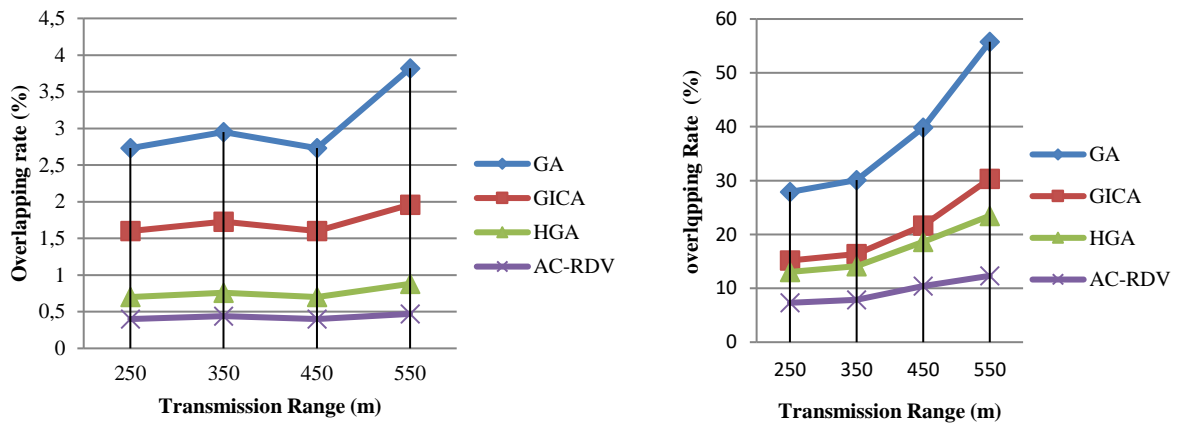 4,5
4
3,5
3
2,5
2
1,5
1
0,5
0
250 350 450 550
Overlapping rate (%)
Transmission Range (m)
GA
GICA
HGA
AC-RDV
60
50
40
30
20
10
0
250 350 450 550
overlqpping Rate (%)
Transmission Range (m)
GA
GICA
HGA
AC-RDV